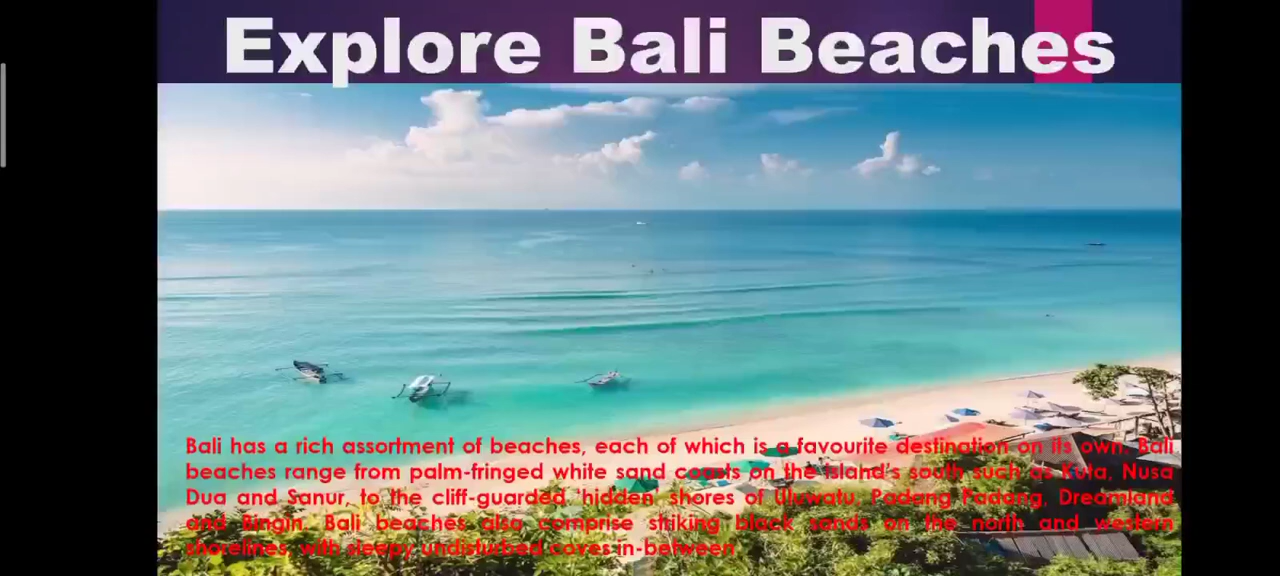 Explore Bali Beaches
Bali has a rich assortment of beaches, each of which is a favourite destination on its own. Bali
beaches range from palm-fringed white sand coasts on the island's south such as Kuta, Nusa
Dua and Sanur, to the cliff-guarded 'hidden' shores of Uluwatu, Padang Padang, Dreamland
and Bingin. Bali beaches also comprise striking black sands on the north and western
shorelines, with sleepy undisturbed coves in-between